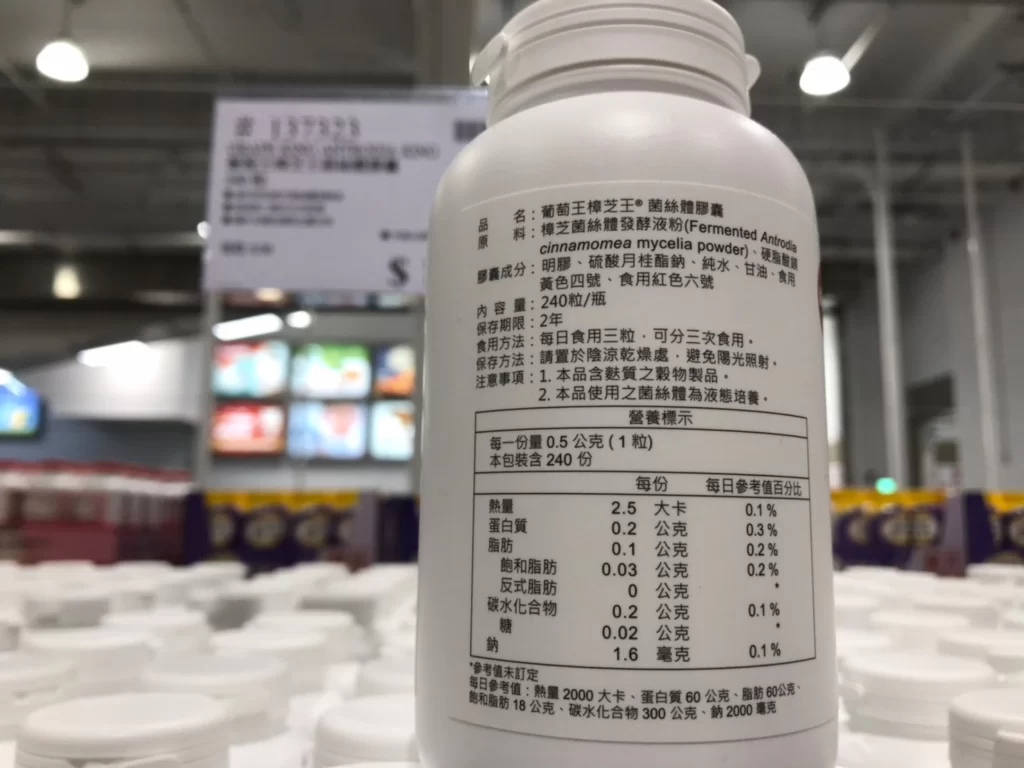 137323
品名：葡萄王樟芝王® 菌絲體膠囊
原料：樟芝菌絲體發酵液粉(Fermented Antrodia
cinnamomea mycelia powder)、硬脂酸鎂
膠囊成分：明膠、硫酸月桂酯鈉、純水、甘油、食用
黃色四號、食用紅色六號
內容量：240粒/瓶
保存期限：2年
食用方法：每日食用三粒，可分三次食用。
保存方法：請置於陰涼乾燥處，避免陽光照射。
注意事項：1. 本品含麩質之穀物製品。
2. 本品使用之菌絲體為液態培養。
營養標示
每一份量 0.5 公克 ( 1 粒)
本包裝含 240 份
每份 每日參考值百分比
熱量 2.5 大卡 0.1 %
蛋白質 0.2 公克 0.3 %
脂肪 0.1 公克 0.2 %
飽和脂肪 0.03 公克 0.2 %
反式脂肪 0 公克 *
碳水化合物 0.2 公克 0.1 %
糖 0.02 公克 *
鈉 1.6 毫克 0.1 %
*參考值未訂定
每日參考值：熱量 2000 大卡、蛋白質 60 公克、脂肪 60公克、
飽和脂肪 18 公克、碳水化合物 300 公克、鈉 2000 毫克